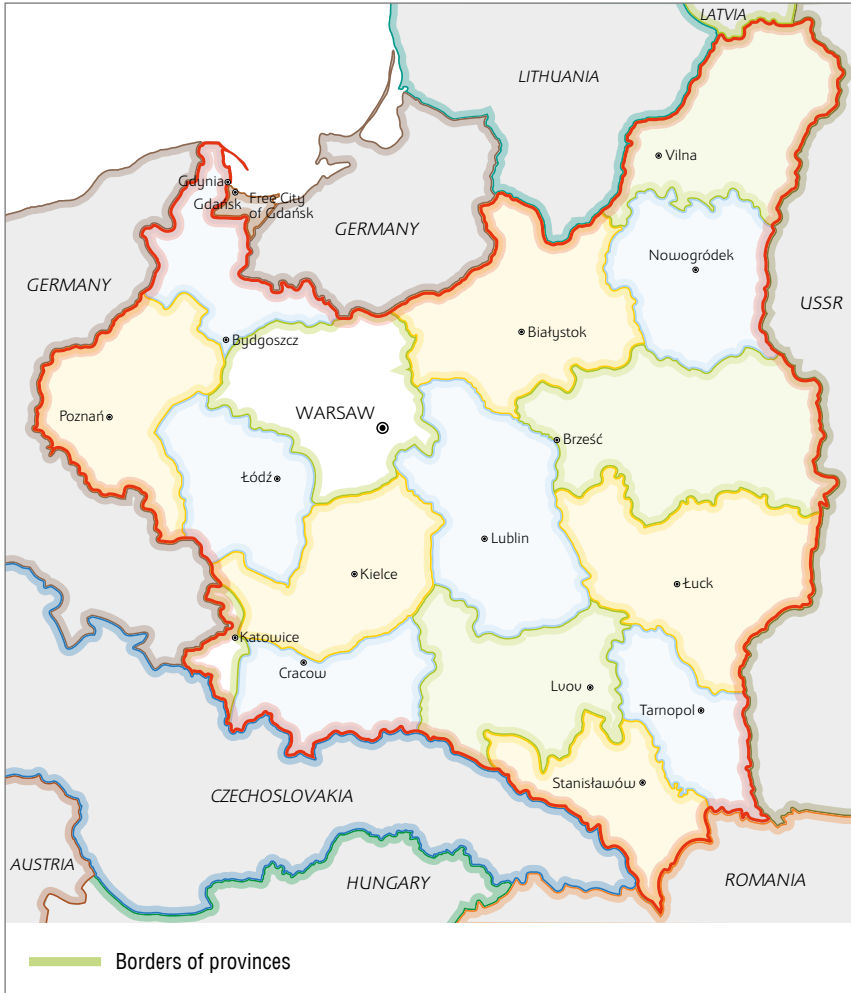 LATVIA
LITHUANIA
Vilna
Gdynia
Gdańsk
Free City
of Gdańsk
GERMANY
Nowogródek
GERMANY
USSR
Białystok
Bydgoszcz
WARSAW
Poznań
Brześć
Łódź
Lublin
Kielce
Łuck
Katowice
Cracow
Lvov
Tarnopol
Stanisławów
CZECHOSLOVAKIA
AUSTRIA
HUNGARY
ROMANIA
Borders of provinces